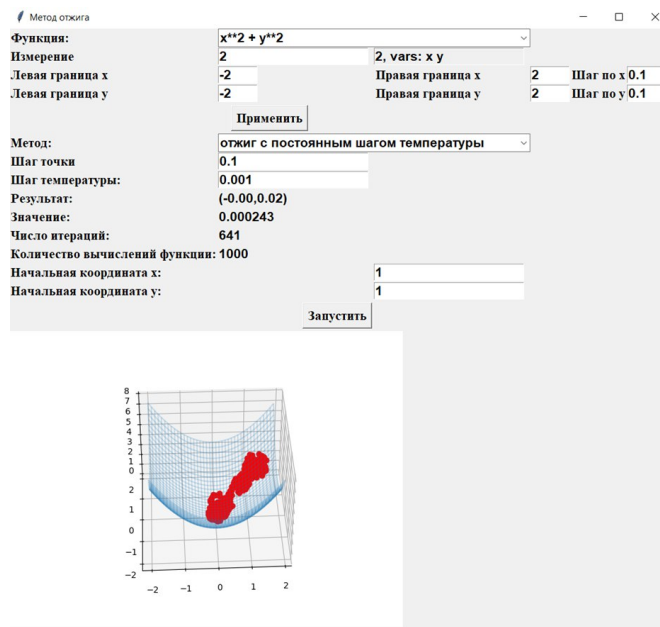 Метод отжига
Функция: x**2 + y**2
Измерение 2 2, vars: x y
Левая граница x -2 Правая граница x 2 Шаг по x 0.1
Левая граница y -2 Правая граница y 2 Шаг по y 0.1
Применить
Метод: отжиг с постоянным шагом температуры
Шаг точки 0.1
Шаг температуры: 0.001
Результат: (-0.00,0.02)
Значение: 0.000243
Число итераций: 641
Количество вычислений функции: 1000
Начальная координата x: 1
Начальная координата y: 1
Запустить
8
7
6
5
4
3
2
1
0
2
1
0
−1
−2
−2 −1 0 1 2